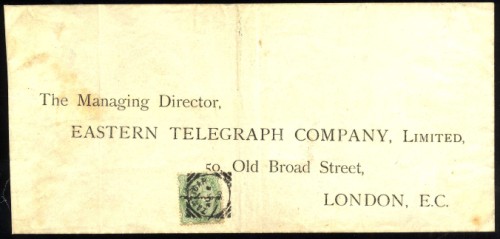 The Managing Director,
EASTERN TELEGRAPH COMPANY, LIMITED,
50, Old Broad Street,
LONDON, E.C.